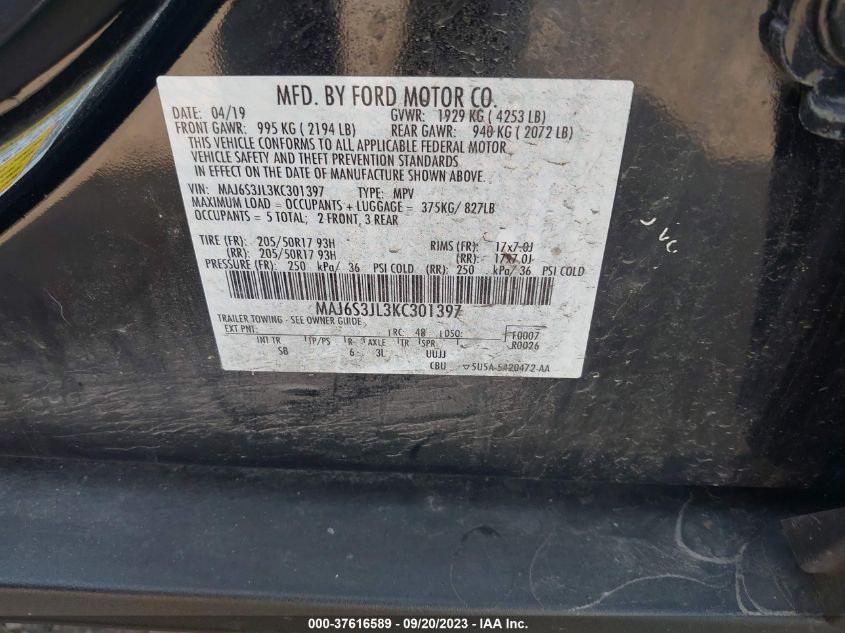 MFD. BY FORD MOTOR CO.
DATE: 04/19 GVWR: 1929 KG ( 4253 LB)
FRONT GAWR: 995 KG ( 2194 LB) REAR GAWR: 940 KG ( 2072 LB)
THIS VEHICLE CONFORMS TO ALL APPLICABLE FEDERAL MOTOR
VEHICLE SAFETY AND THEFT PREVENTION STANDARDS
IN EFFECT ON THE DATE OF MANUFACTURE SHOWN ABOVE.
VIN: MAJ6S3JL3KC301397 TYPE: MPV
MAXIMUM LOAD = OCCUPANTS + LUGGAGE = 375KG/ 827LB
OCCUPANTS = 5 TOTAL; 2 FRONT, 3 REAR
TIRE (FR): 205/50R17 93H RIMS (FR): 17x7.0J
(RR): 205/50R17 93H (RR): 17x7.0J
PRESSURE (FR): 250 kPa/ 36 PSI COLD (RR): 250 kPa/ 36 PSI COLD
MAJ6S3JL3KC301397
TRAILER TOWING - SEE OWNER GUIDE
EXT PNT: RC: 48 DSO: F0007
INT TR TP/PS R AXLE TR SPR R0026
SB 6 3L UUJJ
CBU ▽5U5A-5420472-AA
000-37616589 — 09/20/2023 — IAA Inc.